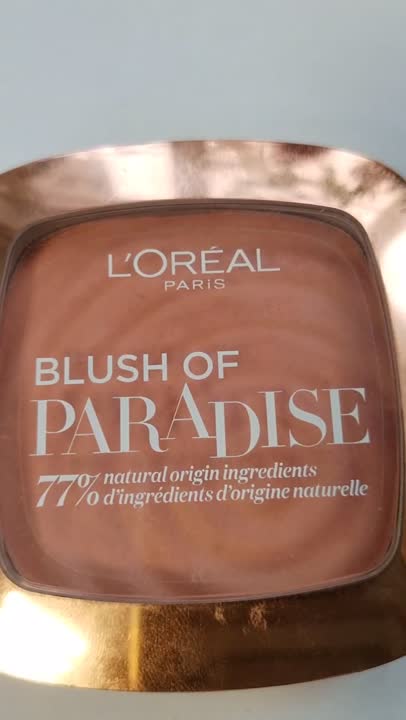 L'ORÉAL
PARiS
BLUSH OF
PARADISE
77% natural origin ingredients
d'ingrédients d'origine naturelle